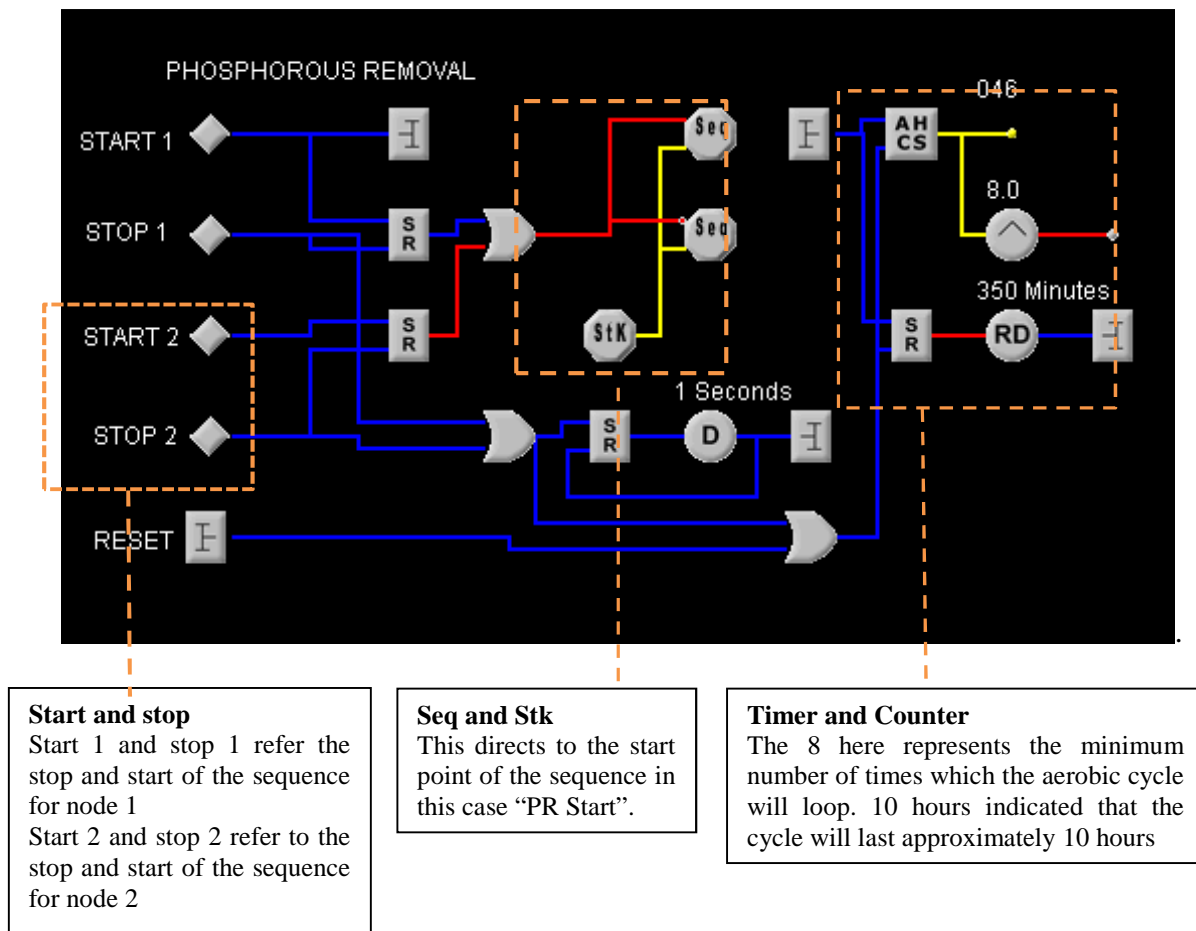 PHOSPHOROUS REMOVAL
046
START 1
Seq
AH
CS
8.0
STOP 1
S
R
Seq
350 Minutes
START 2
S
R
StK
S
R
RD
1 Seconds
STOP 2
S
R
D
RESET
.
Start and stop
Start 1 and stop 1 refer the
stop and start of the sequence
for node 1
Start 2 and stop 2 refer to the
stop and start of the sequence
for node 2
Seq and Stk
This directs to the start
point of the sequence in
this case “PR Start”.
Timer and Counter
The 8 here represents the minimum
number of times which the aerobic cycle
will loop. 10 hours indicated that the
cycle will last approximately 10 hours